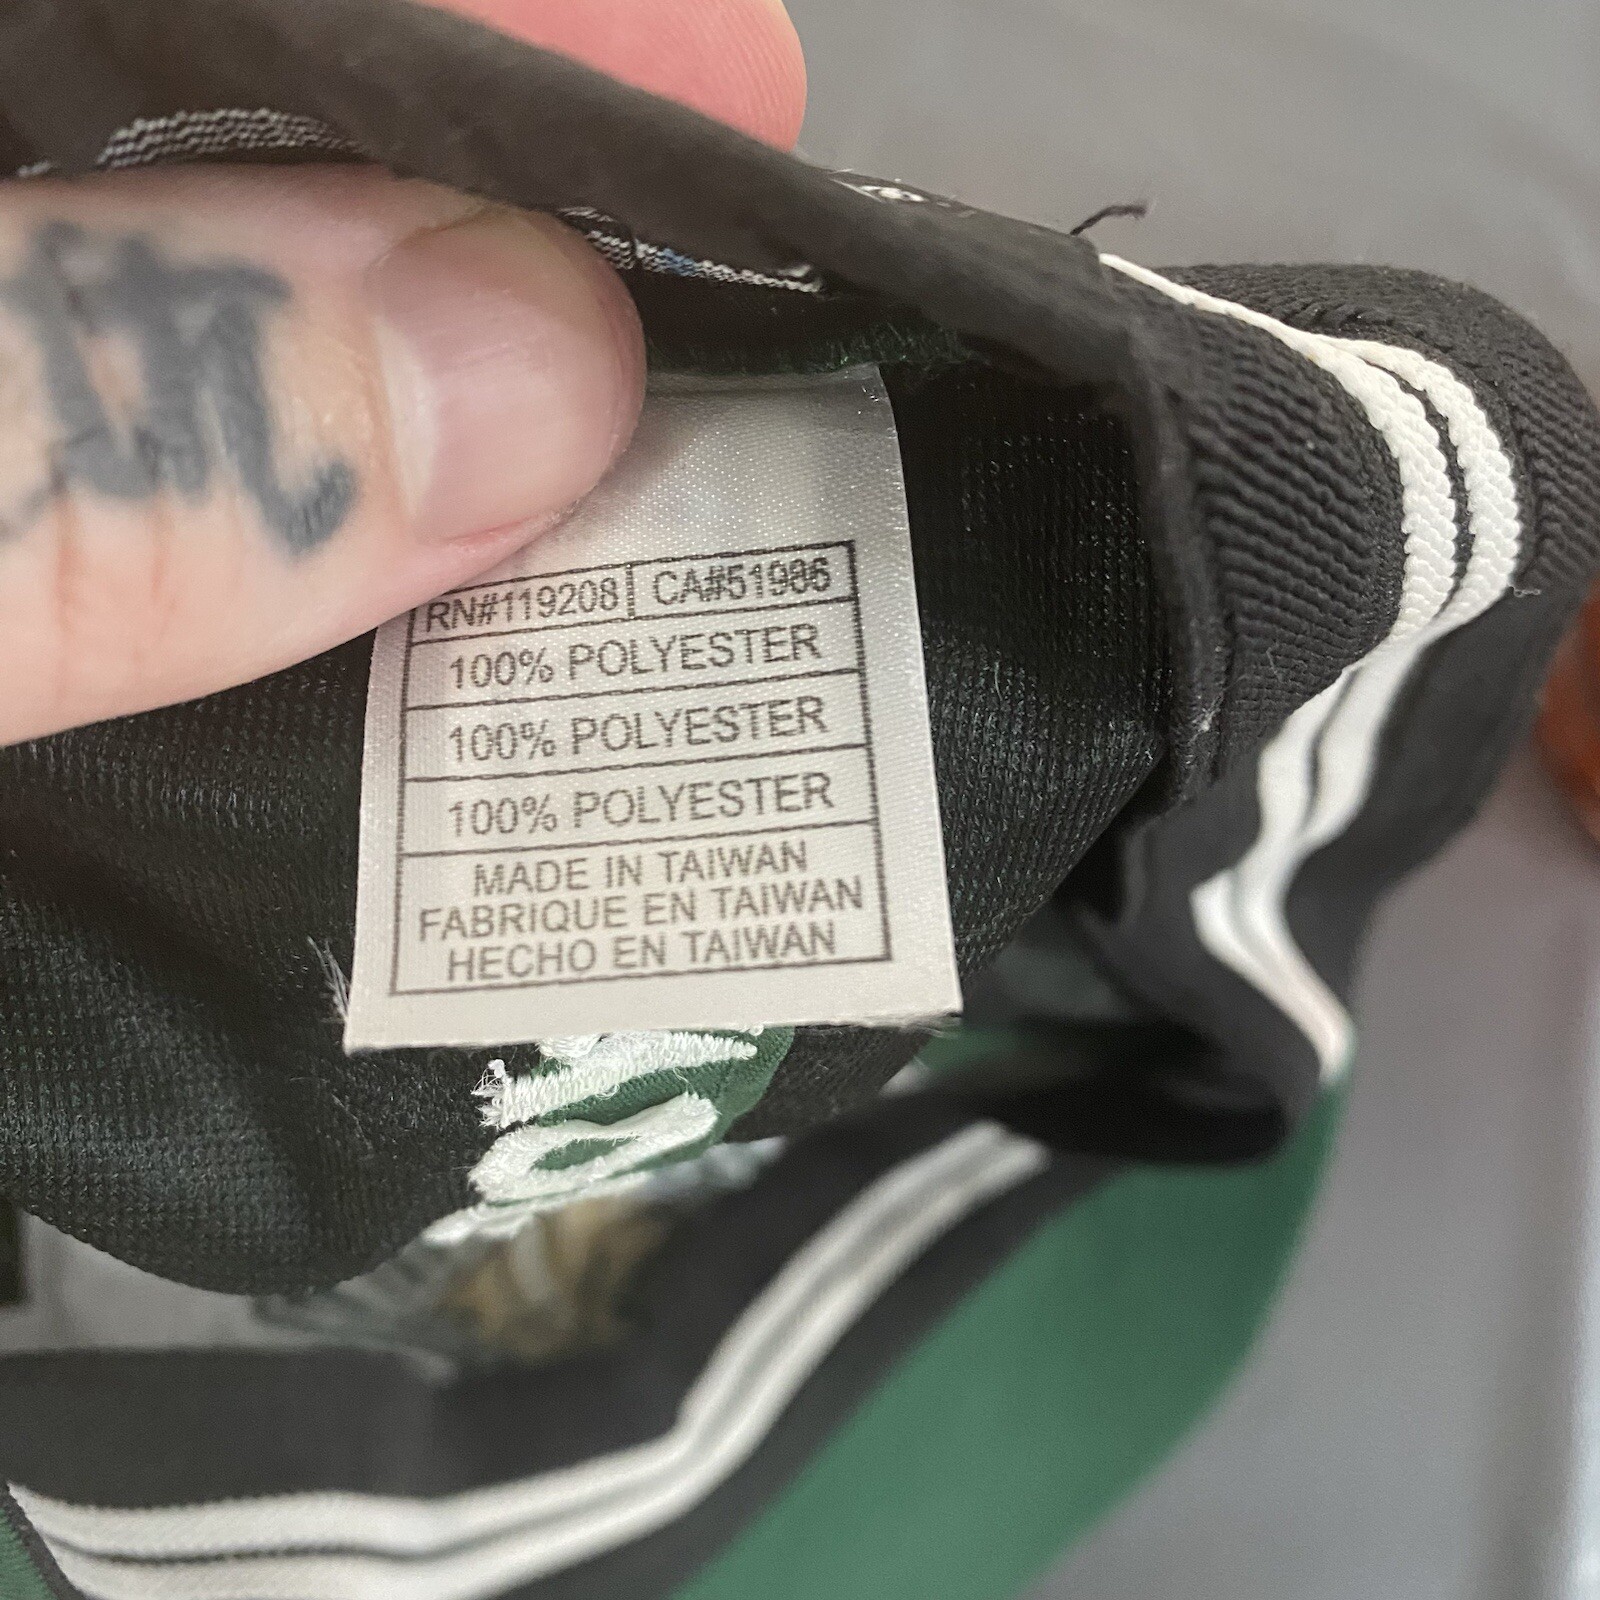 RN#119208 CA#51986
100% POLYESTER
100% POLYESTER
100% POLYESTER
MADE IN TAIWAN
FABRIQUE EN TAIWAN
HECHO EN TAIWAN